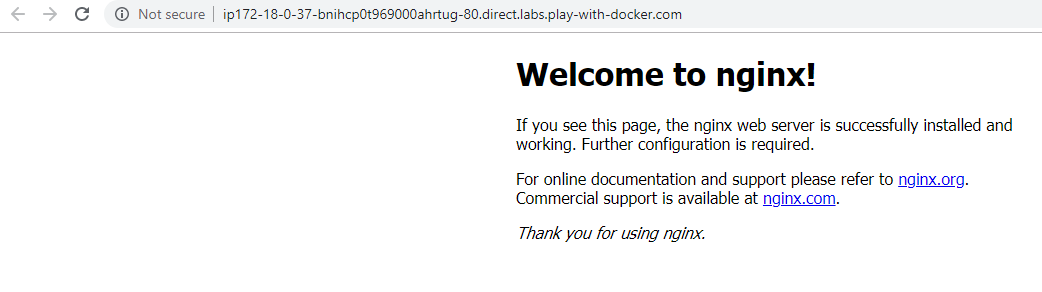 Not secure | ip172-18-0-37-bnihcp0t969000ahrtug-80.direct.labs.play-with-docker.com
Welcome to nginx!
If you see this page, the nginx web server is successfully installed and
working. Further configuration is required.
For online documentation and support please refer to nginx.org.
Commercial support is available at nginx.com.
Thank you for using nginx.